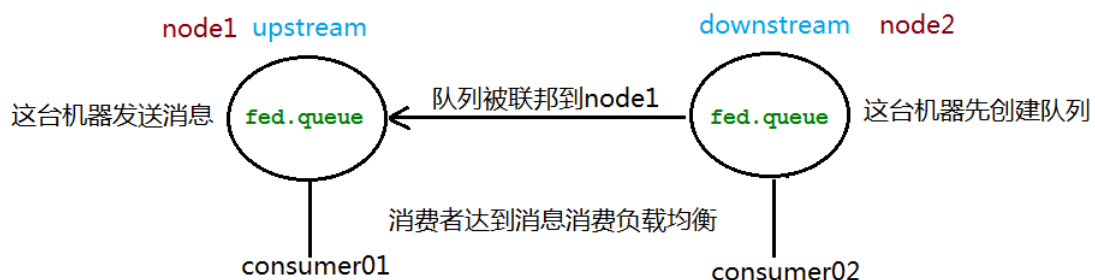 node1 upstream
downstream node2
这台机器发送消息
fed.queue
队列被联邦到node1
fed.queue
这台机器先创建队列
消费者达到消息消费负载均衡
consumer01
consumer02